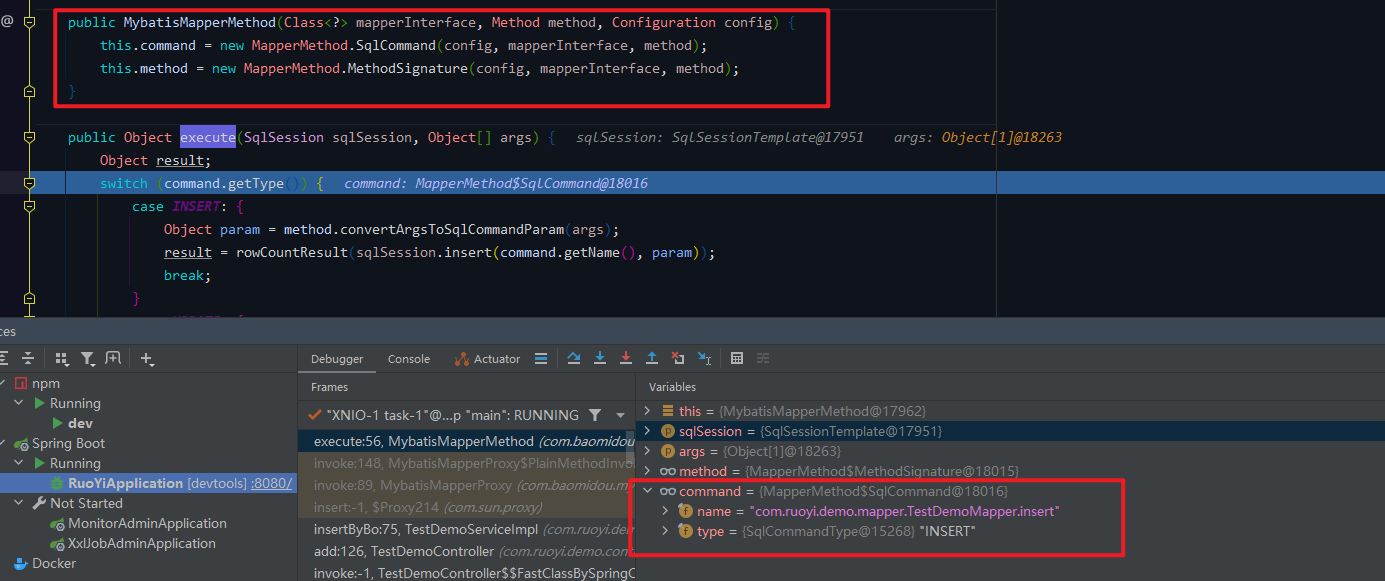 @
public MybatisMapperMethod(Class<?> mapperInterface, Method method, Configuration config) {
this.command = new MapperMethod.SqlCommand(config, mapperInterface, method);
this.method = new MapperMethod.MethodSignature(config, mapperInterface, method);
}
public Object execute(SqlSession sqlSession, Object[] args) { sqlSession: SqlSessionTemplate@17951 args: Object[1]@18263
Object result;
switch (command.getType()) { command: MapperMethod$SqlCommand@18016
case INSERT: {
Object param = method.convertArgsToSqlCommandParam(args);
result = rowCountResult(sqlSession.insert(command.getName(), param));
break;
}
ces
npm
Running
dev
Spring Boot
Running
RuoYiApplication [devtools] :8080/
Not Started
MonitorAdminApplication
XxlJobAdminApplication
Docker
Debugger Console Actuator
Frames
"XNIO-1 task-1"@...p "main": RUNNING
execute:56, MybatisMapperMethod (com.baomidou
invoke:148, MybatisMapperProxy$PlainMethodInvo
invoke:89, MybatisMapperProxy (com.baomidou.my
insert:-1, $Proxy214 (com.sun.proxy)
insertByBo:75, TestDemoServiceImpl (com.ruoyi.dem
add:126, TestDemoController (com.ruoyi.demo.cont
invoke:-1, TestDemoController$$FastClassBySpringC
Variables
this = {MybatisMapperMethod@17962}
sqlSession = {SqlSessionTemplate@17951}
args = {Object[1]@18263}
method = {MapperMethod$MethodSignature@18015}
command = {MapperMethod$SqlCommand@18016}
name = "com.ruoyi.demo.mapper.TestDemoMapper.insert"
type = {SqlCommandType@15268} "INSERT"